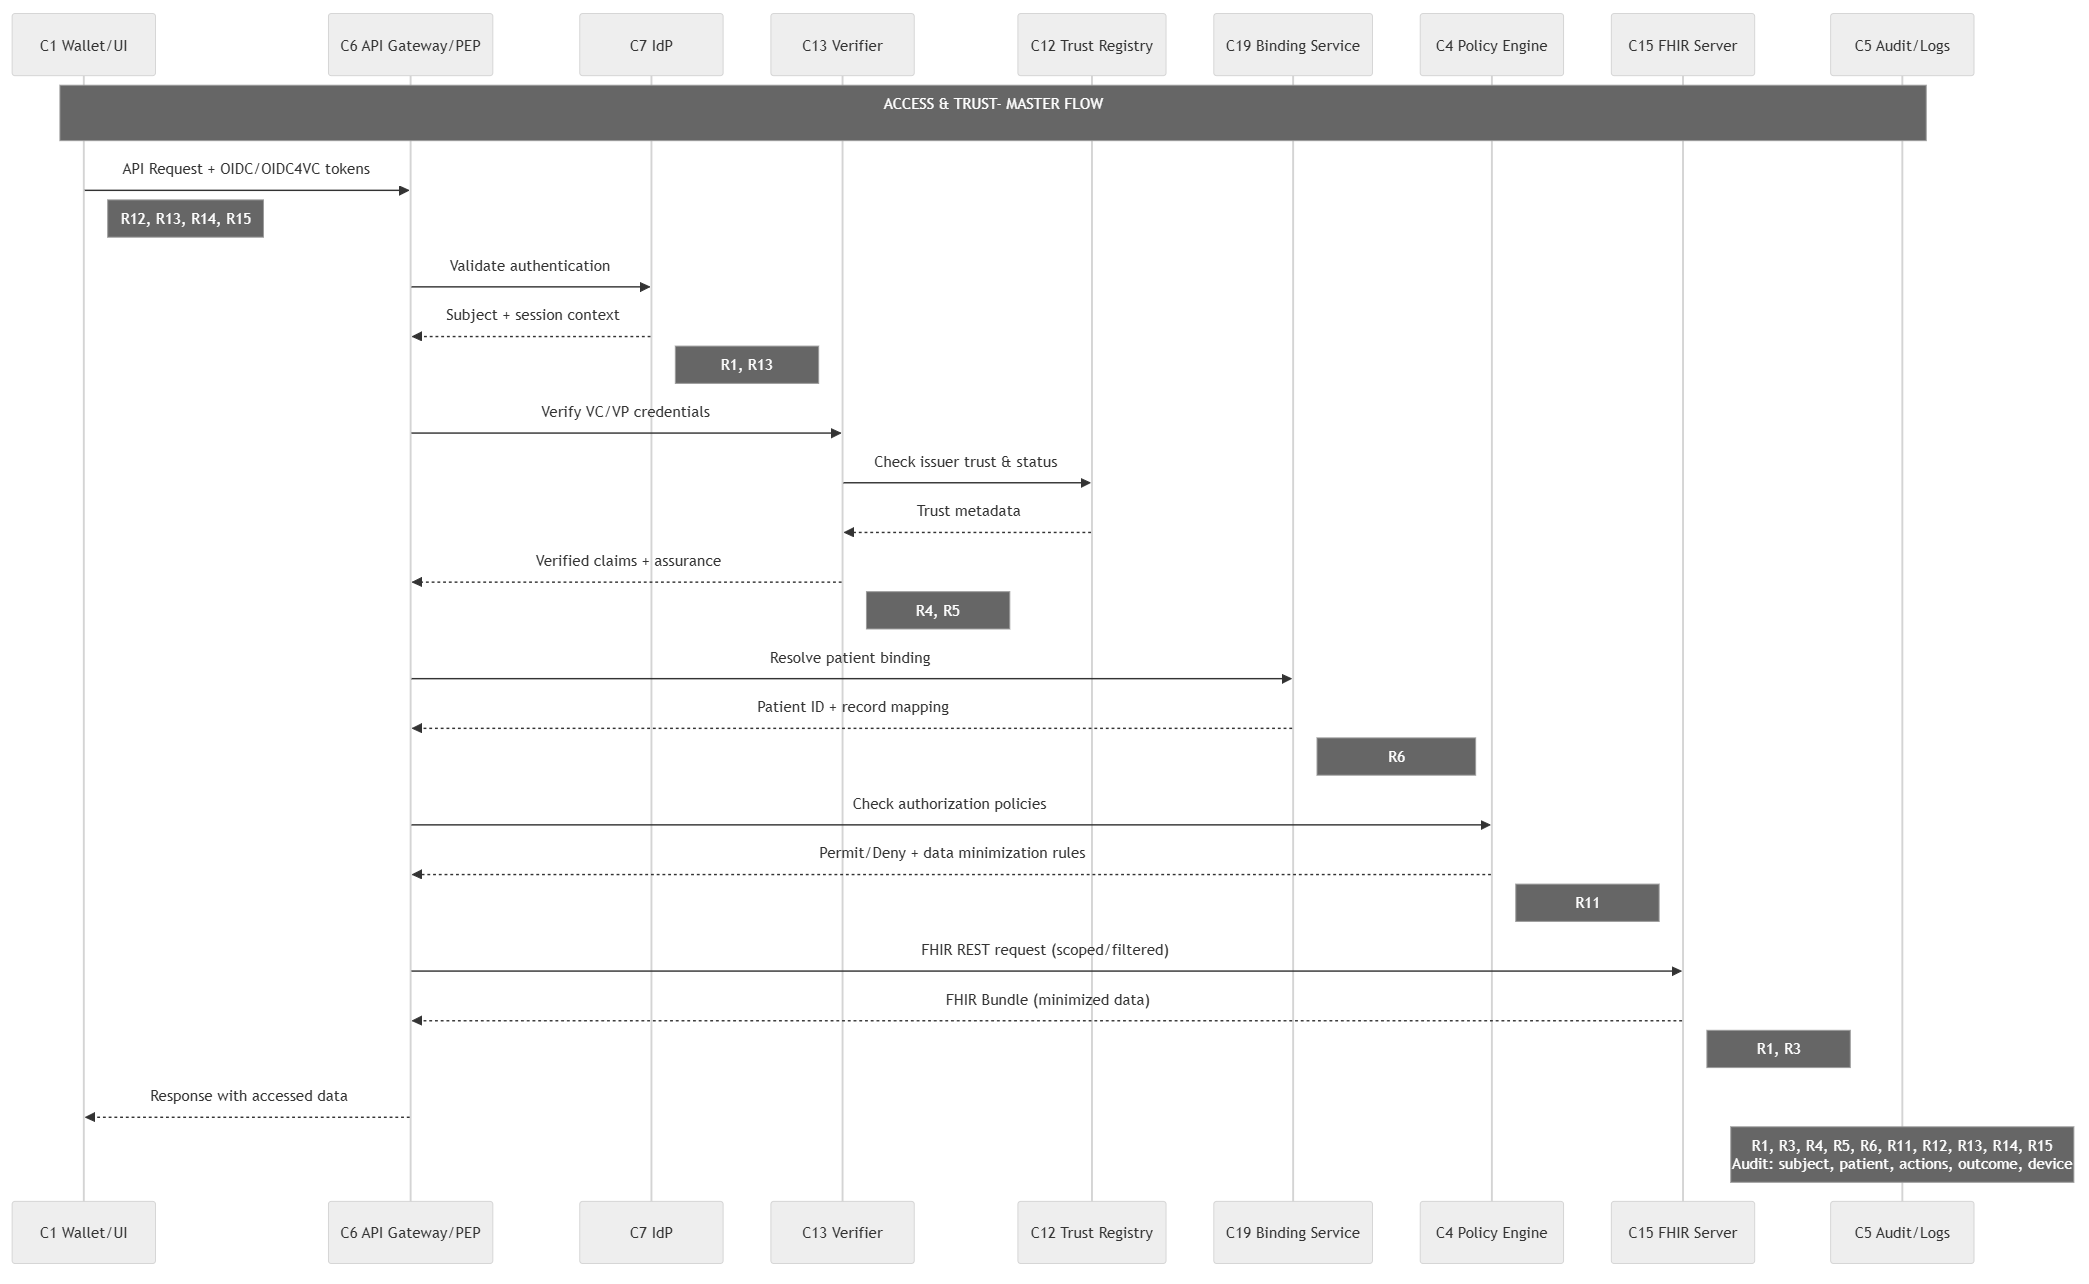 C1 Wallet/UI
C6 API Gateway/PEP
C7 IdP
C13 Verifier
C12 Trust Registry
C19 Binding Service
C4 Policy Engine
C15 FHIR Server
C5 Audit/Logs
ACCESS & TRUST- MASTER FLOW
API Request + OIDC/OIDC4VC tokens
R12, R13, R14, R15
Validate authentication
Subject + session context
R1, R13
Verify VC/VP credentials
Check issuer trust & status
Trust metadata
Verified claims + assurance
R4, R5
Resolve patient binding
Patient ID + record mapping
R6
Check authorization policies
Permit/Deny + data minimization rules
R11
FHIR REST request (scoped/filtered)
FHIR Bundle (minimized data)
R1, R3
Response with accessed data
R1, R3, R4, R5, R6, R11, R12, R13, R14, R15
Audit: subject, patient, actions, outcome, device
C1 Wallet/UI
C6 API Gateway/PEP
C7 IdP
C13 Verifier
C12 Trust Registry
C19 Binding Service
C4 Policy Engine
C15 FHIR Server
C5 Audit/Logs